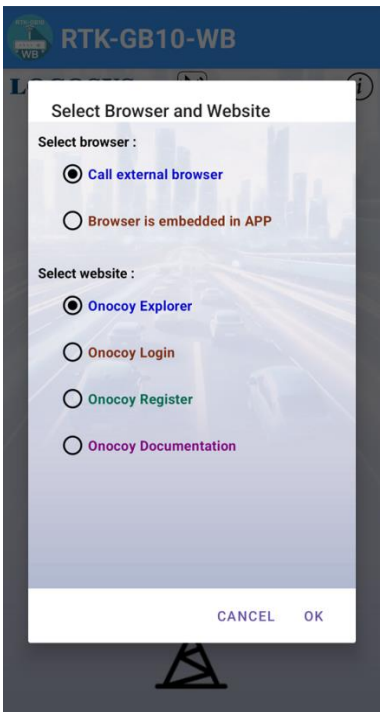 RTK-GB10-WB
Select Browser and Website
Select browser :
Call external browser
Browser is embedded in APP
Select website :
Onocoy Explorer
Onocoy Login
Onocoy Register
Onocoy Documentation
CANCEL OK